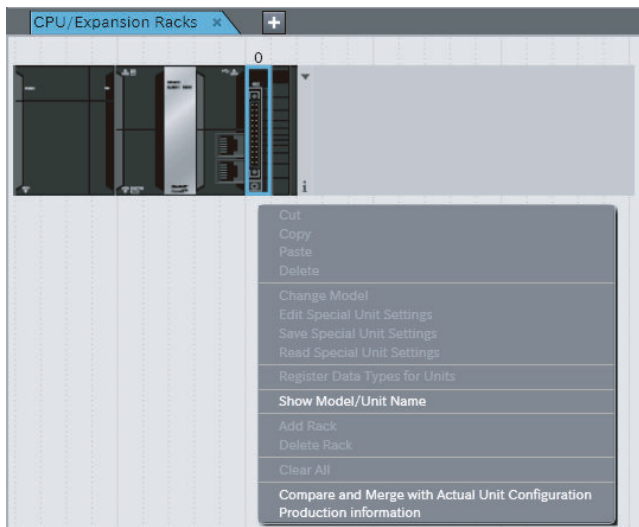 CPU/Expansion Racks × +
0
Cut
Copy
Paste
Delete
Change Model
Edit Special Unit Settings
Save Special Unit Settings
Read Special Unit Settings
Register Data Types for Units
Show Model/Unit Name
Add Rack
Delete Rack
Clear All
Compare and Merge with Actual Unit Configuration
Production information